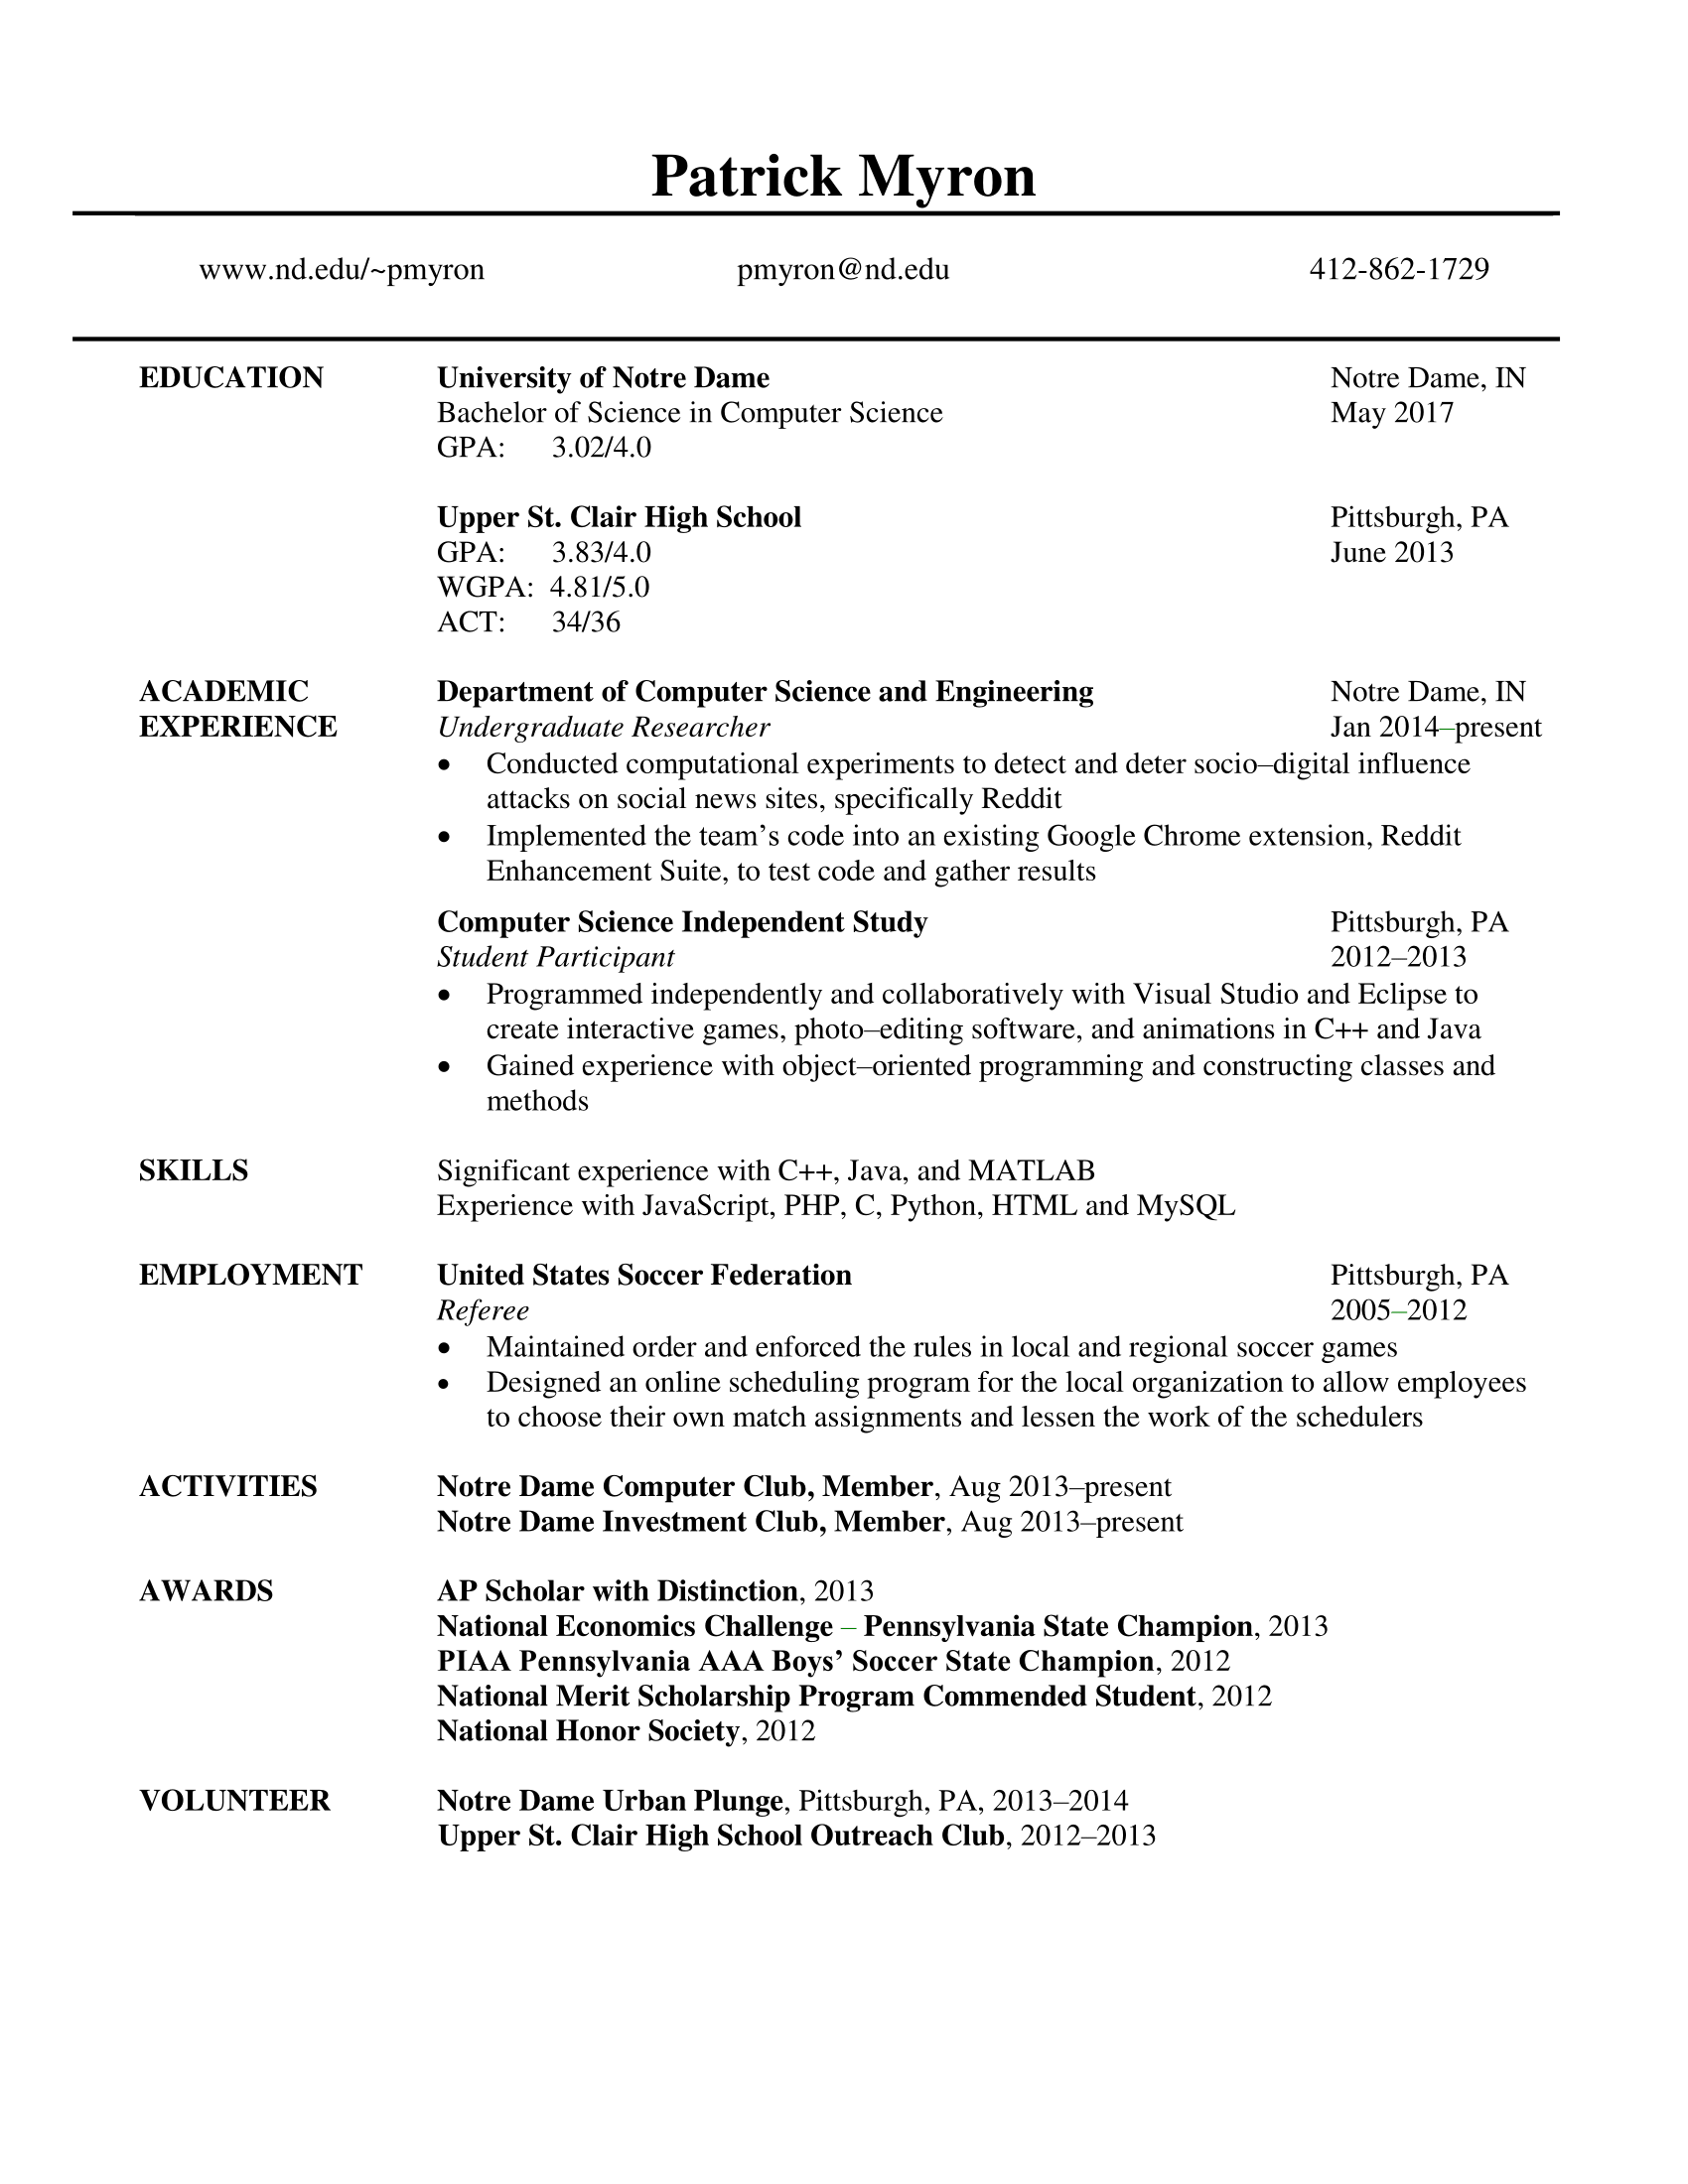 Patrick Myron
www.nd.edu/~pmyron pmyron@nd.edu 412-862-1729
EDUCATION University of Notre Dame Notre Dame, IN
Bachelor of Science in Computer Science May 2017
GPA: 3.02/4.0
Upper St. Clair High School Pittsburgh, PA
GPA: 3.83/4.0 June 2013
WGPA: 4.81/5.0
ACT: 34/36
ACADEMIC Department of Computer Science and Engineering Notre Dame, IN
EXPERIENCE Undergraduate Researcher Jan 2014–present
• Conducted computational experiments to detect and deter socio–digital influence
attacks on social news sites, specifically Reddit
• Implemented the team’s code into an existing Google Chrome extension, Reddit
Enhancement Suite, to test code and gather results
Computer Science Independent Study Pittsburgh, PA
Student Participant 2012–2013
• Programmed independently and collaboratively with Visual Studio and Eclipse to
create interactive games, photo–editing software, and animations in C++ and Java
• Gained experience with object–oriented programming and constructing classes and
methods
SKILLS Significant experience with C++, Java, and MATLAB
Experience with JavaScript, PHP, C, Python, HTML and MySQL
EMPLOYMENT United States Soccer Federation Pittsburgh, PA
Referee 2005–2012
• Maintained order and enforced the rules in local and regional soccer games
• Designed an online scheduling program for the local organization to allow employees
to choose their own match assignments and lessen the work of the schedulers
ACTIVITIES Notre Dame Computer Club, Member, Aug 2013–present
Notre Dame Investment Club, Member, Aug 2013–present
AWARDS AP Scholar with Distinction, 2013
National Economics Challenge – Pennsylvania State Champion, 2013
PIAA Pennsylvania AAA Boys’ Soccer State Champion, 2012
National Merit Scholarship Program Commended Student, 2012
National Honor Society, 2012
VOLUNTEER Notre Dame Urban Plunge, Pittsburgh, PA, 2013–2014
Upper St. Clair High School Outreach Club, 2012–2013